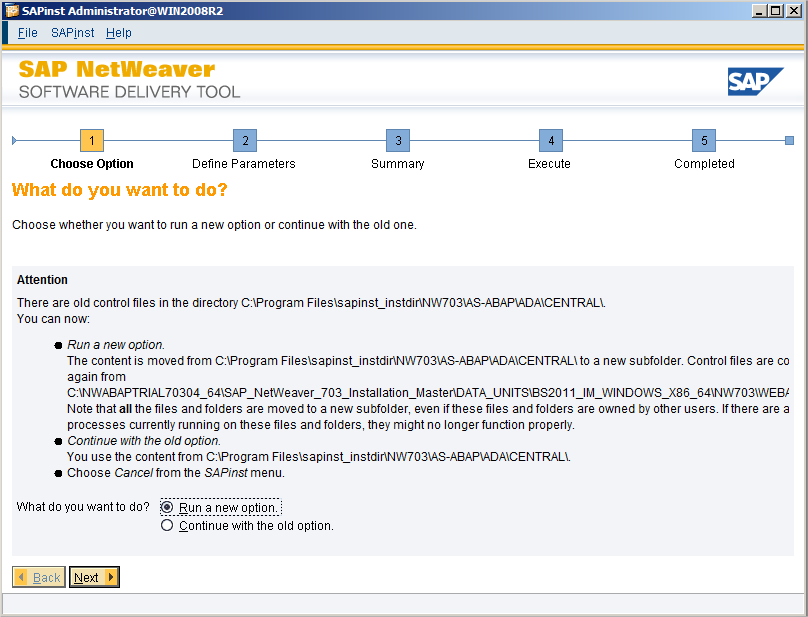 SAPinst Administrator@WIN2008R2
File SAPinst Help
SAP NetWeaver
SOFTWARE DELIVERY TOOL
SAP
1 2 3 4 5
Choose Option Define Parameters Summary Execute Completed
What do you want to do?
Choose whether you want to run a new option or continue with the old one.
Attention
There are old control files in the directory C:\Program Files\sapinst_instdir\NW703\AS-ABAP\ADA\CENTRAL\.
You can now:
Run a new option.
The content is moved from C:\Program Files\sapinst_instdir\NW703\AS-ABAP\ADA\CENTRAL\ to a new subfolder. Control files are co
again from
C:\NWABAPTRIAL70304_64\SAP_NetWeaver_703_Installation_Master\DATA_UNITS\BS2011_IM_WINDOWS_X86_64\NW703\WEBA
Note that all the files and folders are moved to a new subfolder, even if these files and folders are owned by other users. If there are a
processes currently running on these files and folders, they might no longer function properly.
Continue with the old option.
You use the content from C:\Program Files\sapinst_instdir\NW703\AS-ABAP\ADA\CENTRAL\.
Choose Cancel from the SAPinst menu.
What do you want to do? Run a new option.
Continue with the old option.
Back Next